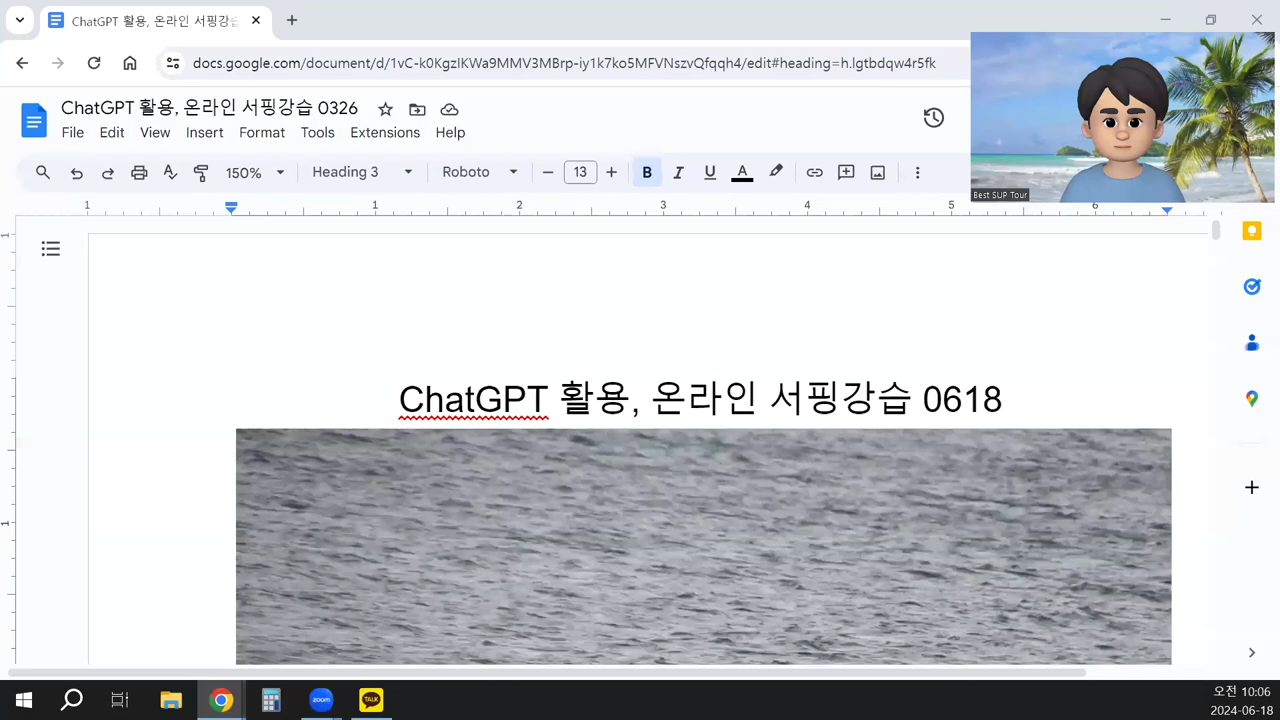 ChatGPT 활용, 온라인 서핑강습
docs.google.com/document/d/1vC-k0KgzIKWa9MMV3MBrp-iy1k7ko5MFVNszvQfqqh4/edit#heading=h.lgtbdqw4r5fk
ChatGPT 활용, 온라인 서핑강습 0326
File Edit View Insert Format Tools Extensions Help
150% Heading 3 Roboto 13 B I U A
Best SUP Tour
1 1 2 3 4 5 6
1
ChatGPT 활용, 온라인 서핑강습 0618
1
zoom
TALK
오전 10:06
2024-06-18